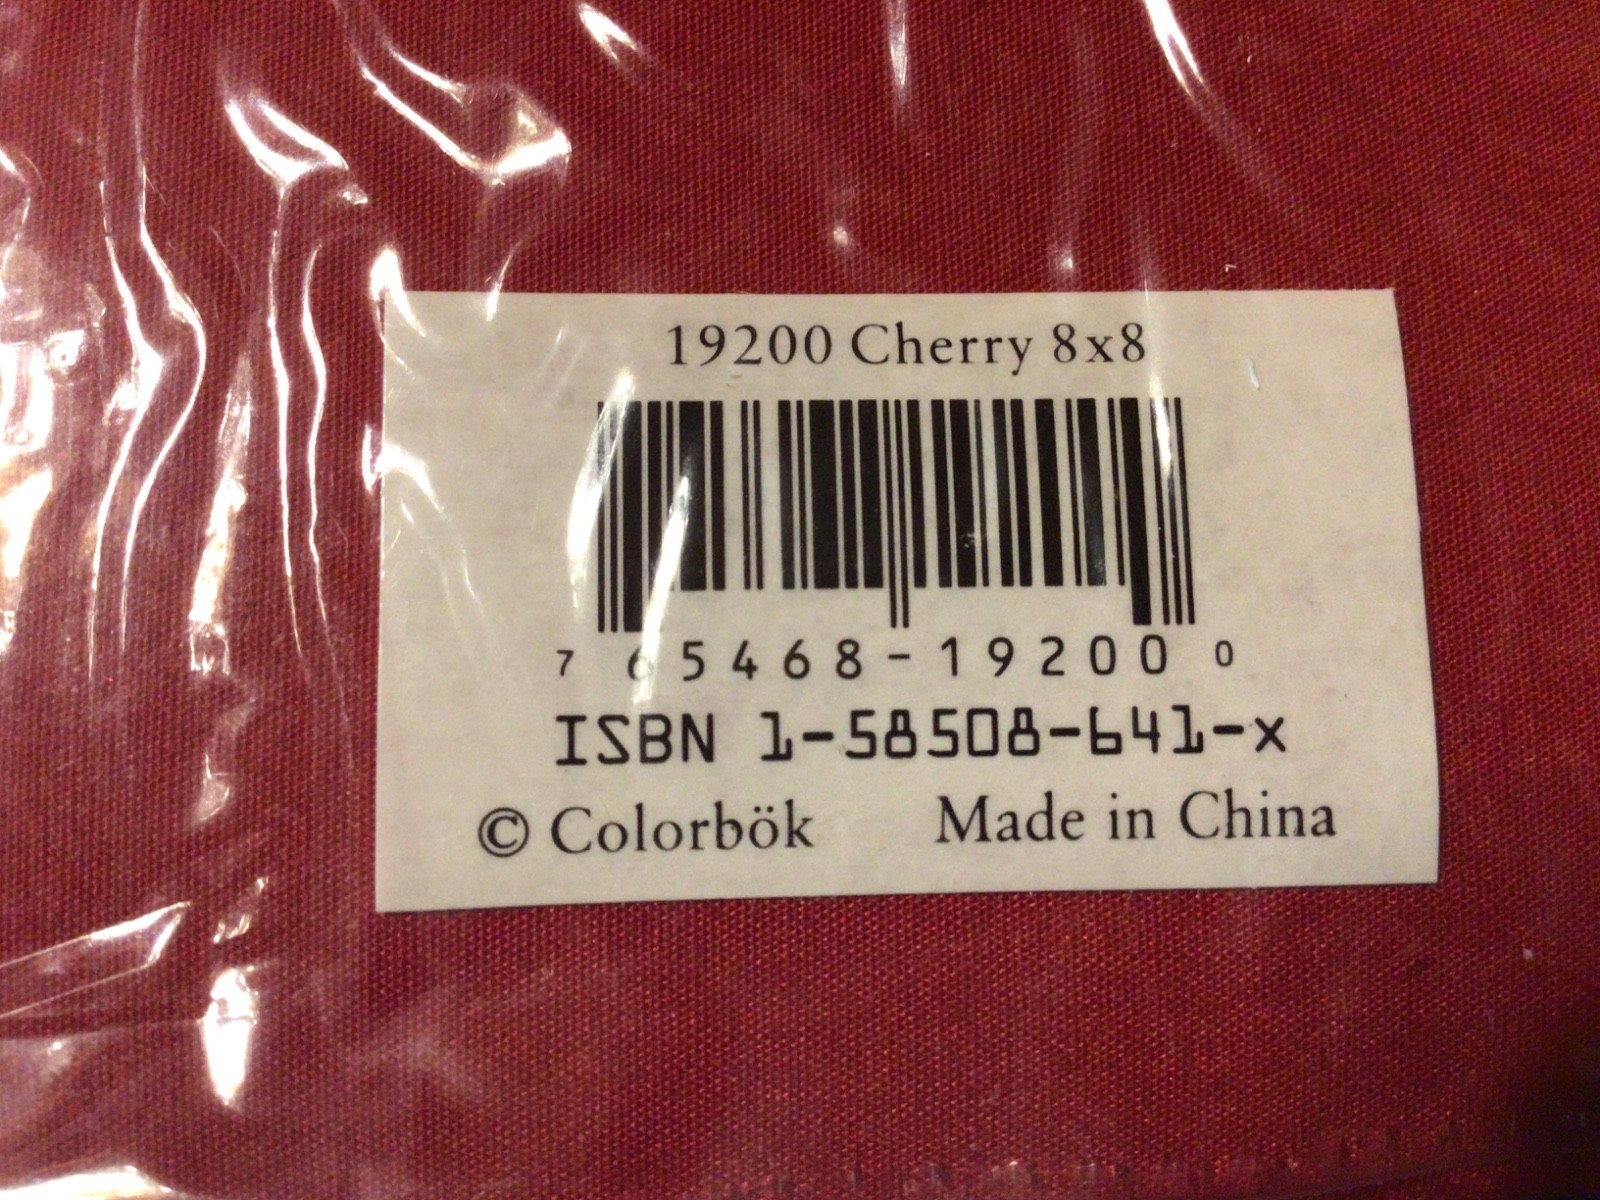 19200 Cherry 8x8
7 65468-19200 0
ISBN 1-58508-641-x
© Colorbök Made in China